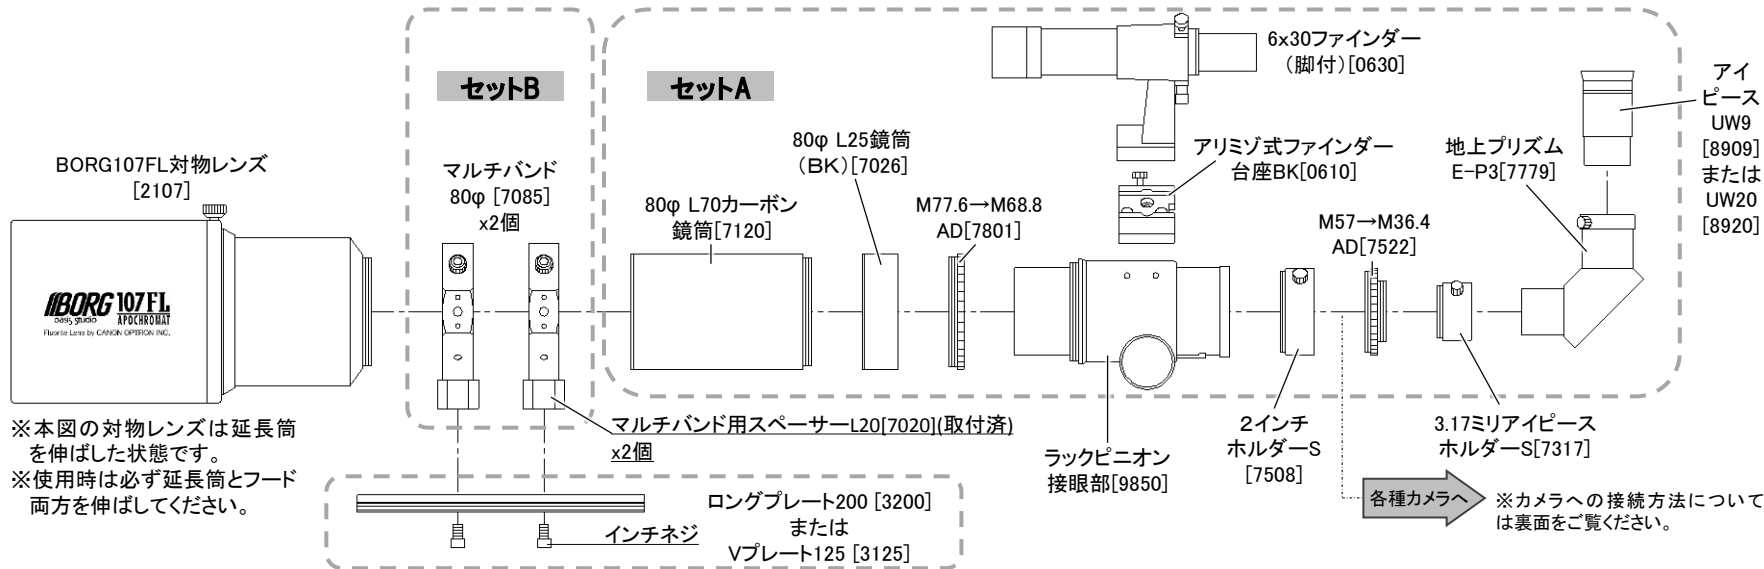 セットB
セットA
6x30ファインダー
（脚付）[0630]
アイ
ピース
UW9
[8909]
または
UW20
[8920]
BORG107FL対物レンズ
[2107]
マルチバンド
80φ [7085]
x2個
80φ L25鏡筒
（BK）[7026]
80φ L70カーボン
鏡筒[7120]
M77.6→M68.8
AD[7801]
アリミゾ式ファインダー
台座BK[0610]
地上プリズム
E-P3[7779]
M57→M36.4
AD[7522]
BORG 107FL
oasis studio APOCHROMAT
Fluorite Lens by CANON OPTRON INC.
※本図の対物レンズは延長筒
を伸ばした状態です。
※使用時は必ず延長筒とフード
両方を伸ばしてください。
マルチバンド用スペーサーL20[7020](取付済)
x2個
ラックピニオン
接眼部[9850]
2インチ
ホルダーS
[7508]
3.17ミリアイピース
ホルダーS[7317]
各種カメラへ
※カメラへの接続方法について
は裏面をご覧ください。
ロングプレート200 [3200]
または
Vプレート125 [3125]
インチネジ